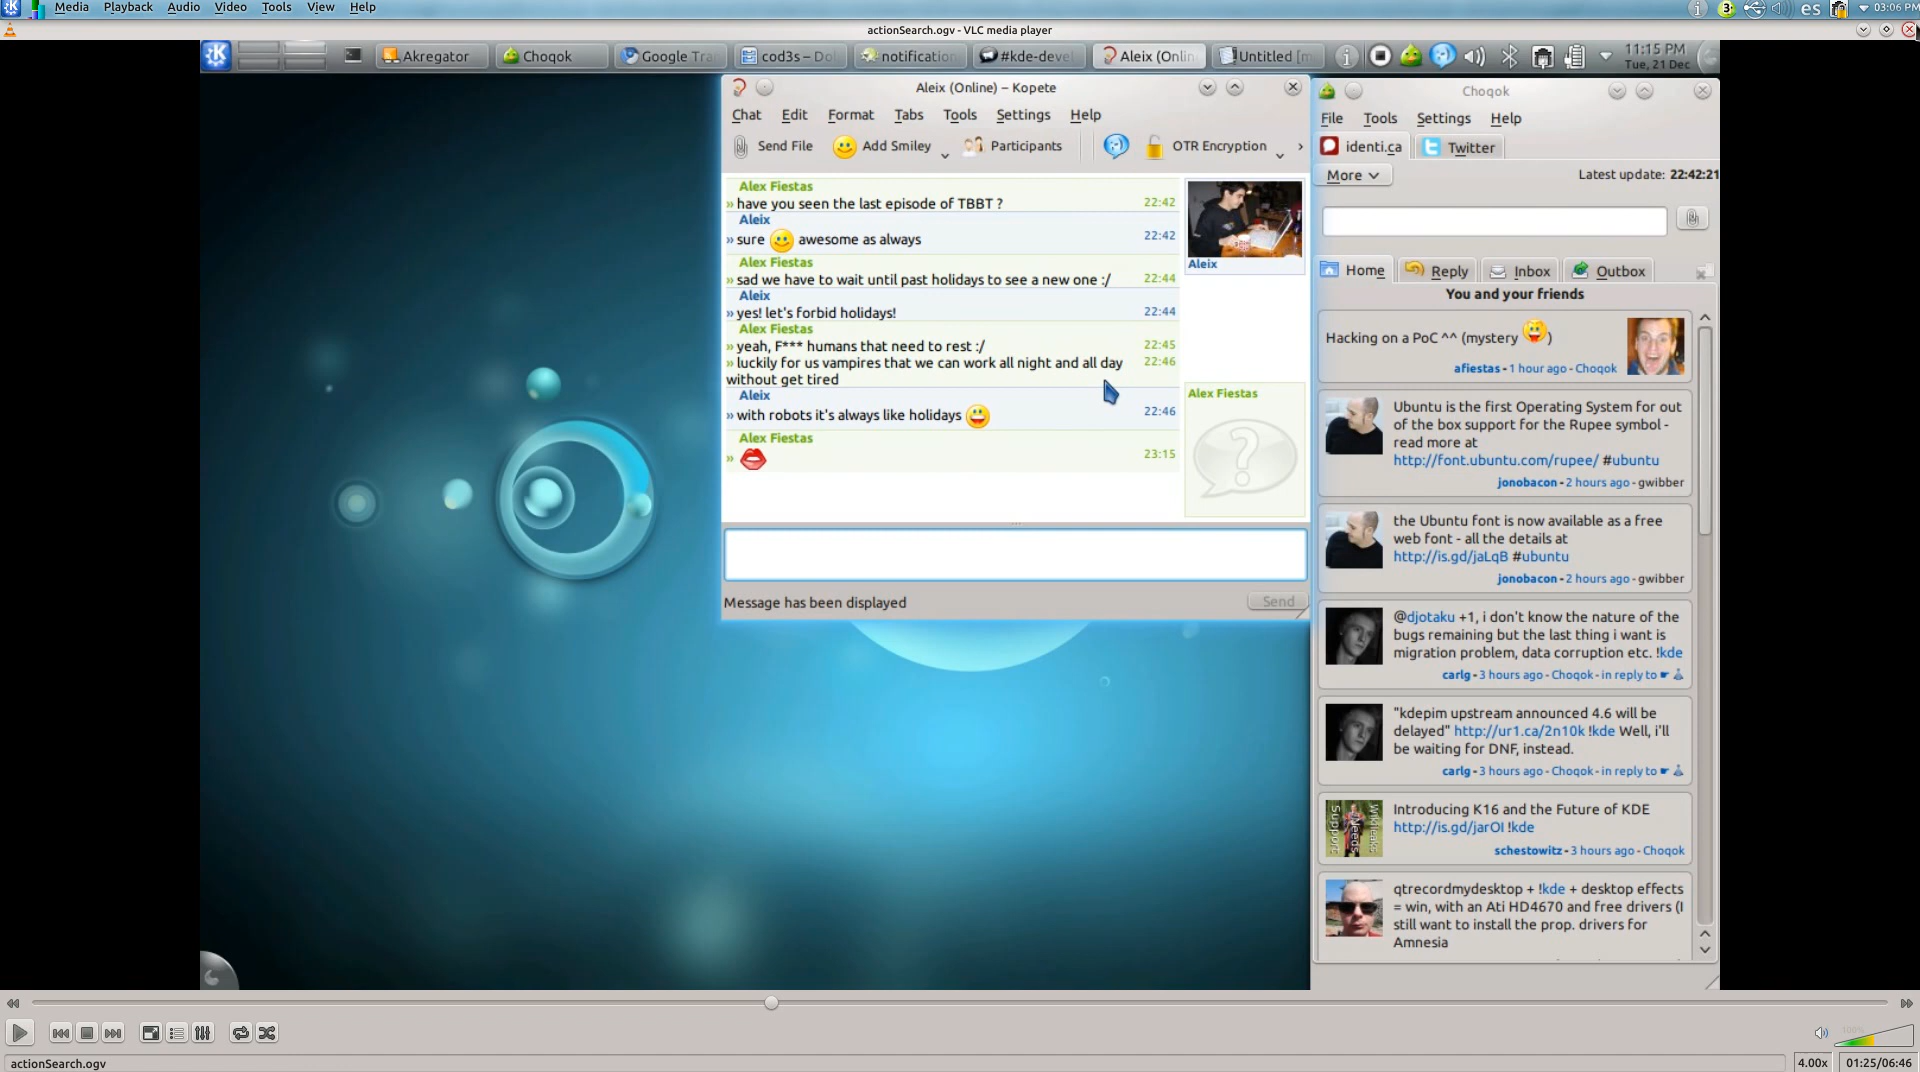 Media Playback Audio Video Tools View Help
3 es 03:06 PM
actionSearch.ogv - VLC media player
Akregator Choqok Google Tra cod3s – Dol notification #kde-devel Aleix (Onlin Untitled [m 11:15 PM
Tue, 21 Dec
Aleix (Online) – Kopete
Chat Edit Format Tabs Tools Settings Help
Send File Add Smiley Participants OTR Encryption
Alex Fiestas
» have you seen the last episode of TBBT ? 22:42
Aleix
» sure awesome as always 22:42
Alex Fiestas
» sad we have to wait until past holidays to see a new one :/ 22:44
Aleix
» yes! let's forbid holidays! 22:44
Alex Fiestas
» yeah, F*** humans that need to rest :/ 22:45
» luckily for us vampires that we can work all night and all day 22:46
without get tired
Aleix
» with robots it's always like holidays 22:46
Alex Fiestas
» 23:15
Aleix
Alex Fiestas
Message has been displayed
Send
Choqok
File Tools Settings Help
identi.ca Twitter
More Latest update: 22:42:21
Home Reply Inbox Outbox
You and your friends
Hacking on a PoC ^^ (mystery )
afiestas - 1 hour ago - Choqok
Ubuntu is the first Operating System for out
of the box support for the Rupee symbol -
read more at
http://font.ubuntu.com/rupee/ #ubuntu
jonobacon - 2 hours ago - gwibber
the Ubuntu font is now available as a free
web font - all the details at
http://is.gd/jaLqB #ubuntu
jonobacon - 2 hours ago - gwibber
@djotaku +1, i don't know the nature of the
bugs remaining but the last thing i want is
migration problem, data corruption etc. !kde
carlg - 3 hours ago - Choqok - in reply to
"kdepim upstream announced 4.6 will be
delayed" http://ur1.ca/2n10k !kde Well, i'll
be waiting for DNF, instead.
carlg - 3 hours ago - Choqok - in reply to
Support Needs Wikileaks
Introducing K16 and the Future of KDE
http://is.gd/jarOI !kde
schestowitz - 3 hours ago - Choqok
qtrecordmydesktop + !kde + desktop effects
= win, with an Ati HD4670 and free drivers (I
still want to install the prop. drivers for
Amnesia
100%
actionSearch.ogv 4.00x 01:25/06:46